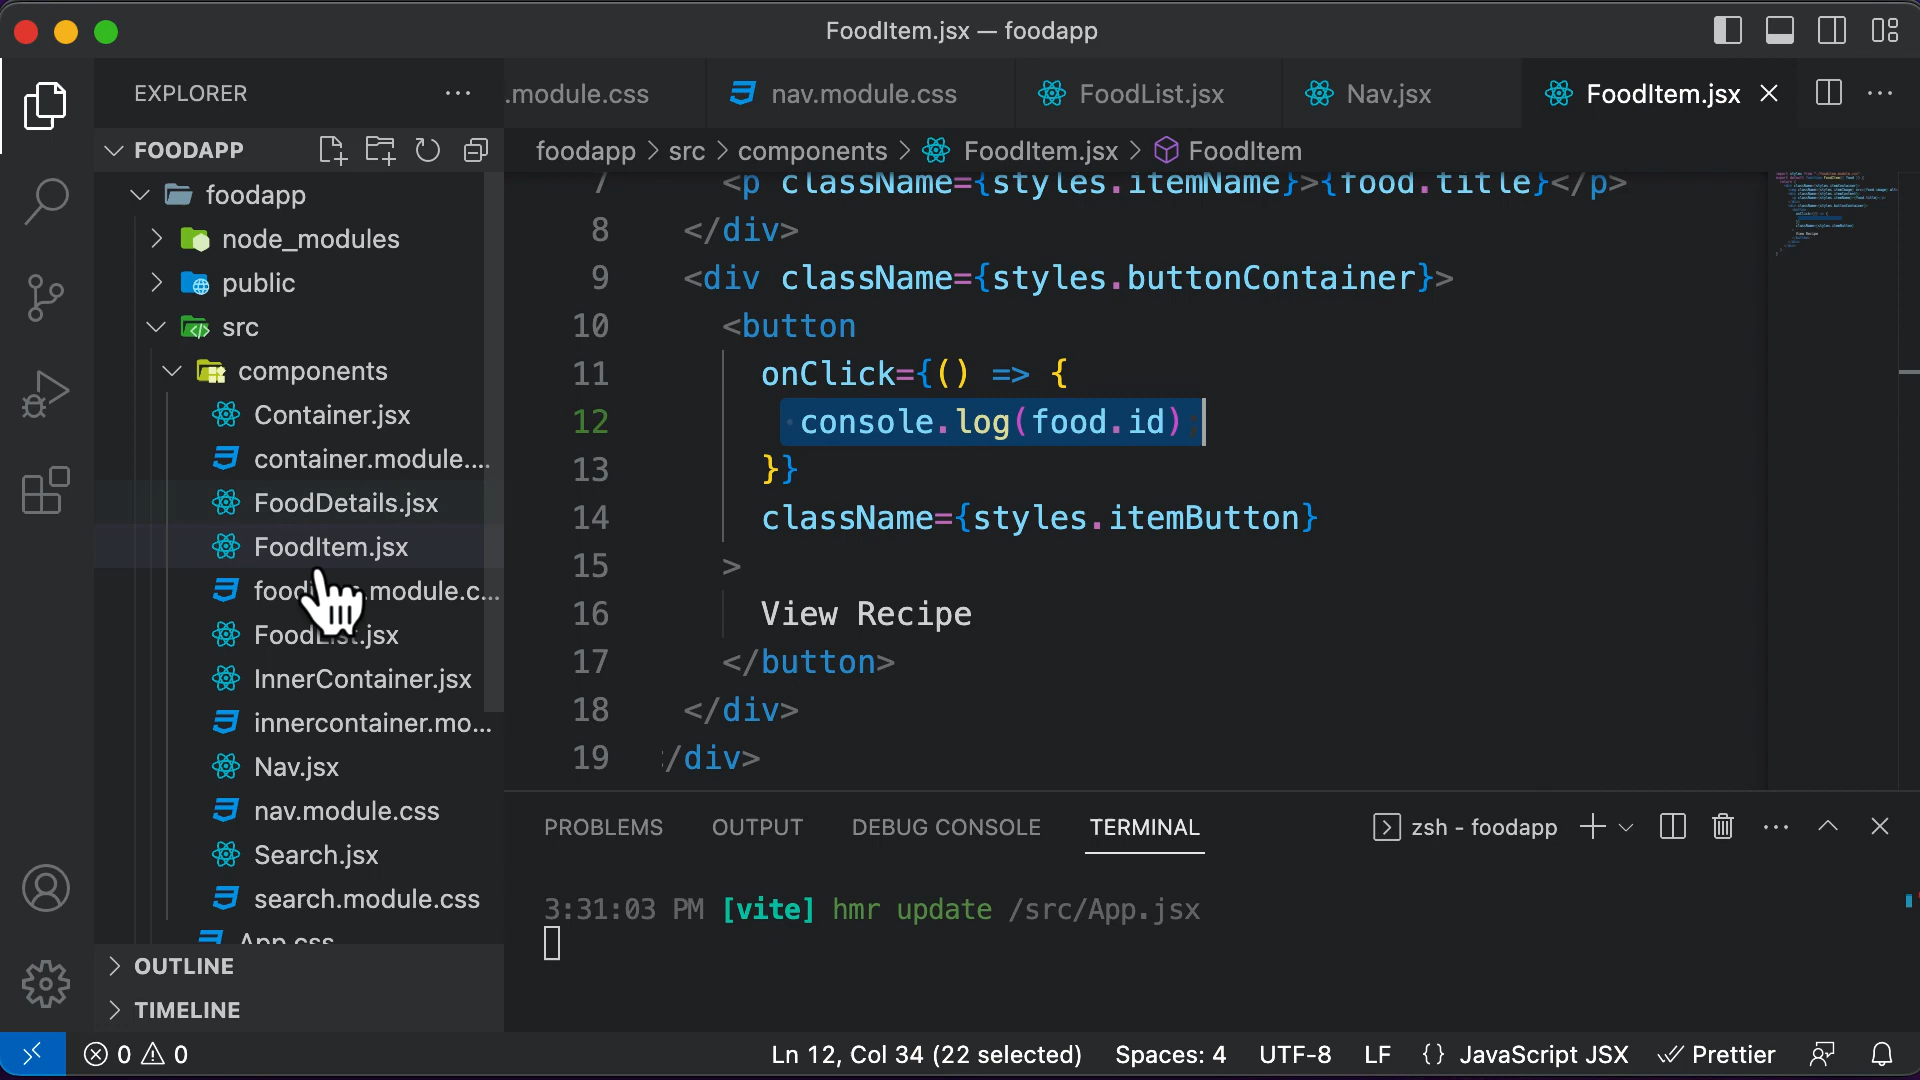 FoodItem.jsx — foodapp
EXPLORER
.module.css
nav.module.css
FoodList.jsx
Nav.jsx
FoodItem.jsx
FOODAPP
foodapp > src > components > FoodItem.jsx > FoodItem
foodapp
node_modules
public
src
components
Container.jsx
container.module....
FoodDetails.jsx
FoodItem.jsx
.module.c...
.jsx
InnerContainer.jsx
innercontainer.mo...
Nav.jsx
nav.module.css
Search.jsx
search.module.css
App.css
OUTLINE
TIMELINE
7 <p className={styles.itemName}>{food.title}</p>
8 </div>
9 <div className={styles.buttonContainer}>
10 <button
11 onClick={() => {
12 console.log(food.id);
13 }}
14 className={styles.itemButton}
15 >
16 View Recipe
17 </button>
18 </div>
19 /div>
PROBLEMS
OUTPUT
DEBUG CONSOLE
TERMINAL
zsh - foodapp
3:31:03 PM [vite] hmr update /src/App.jsx
0 0
Ln 12, Col 34 (22 selected)
Spaces: 4
UTF-8
LF
{} JavaScript JSX
Prettier